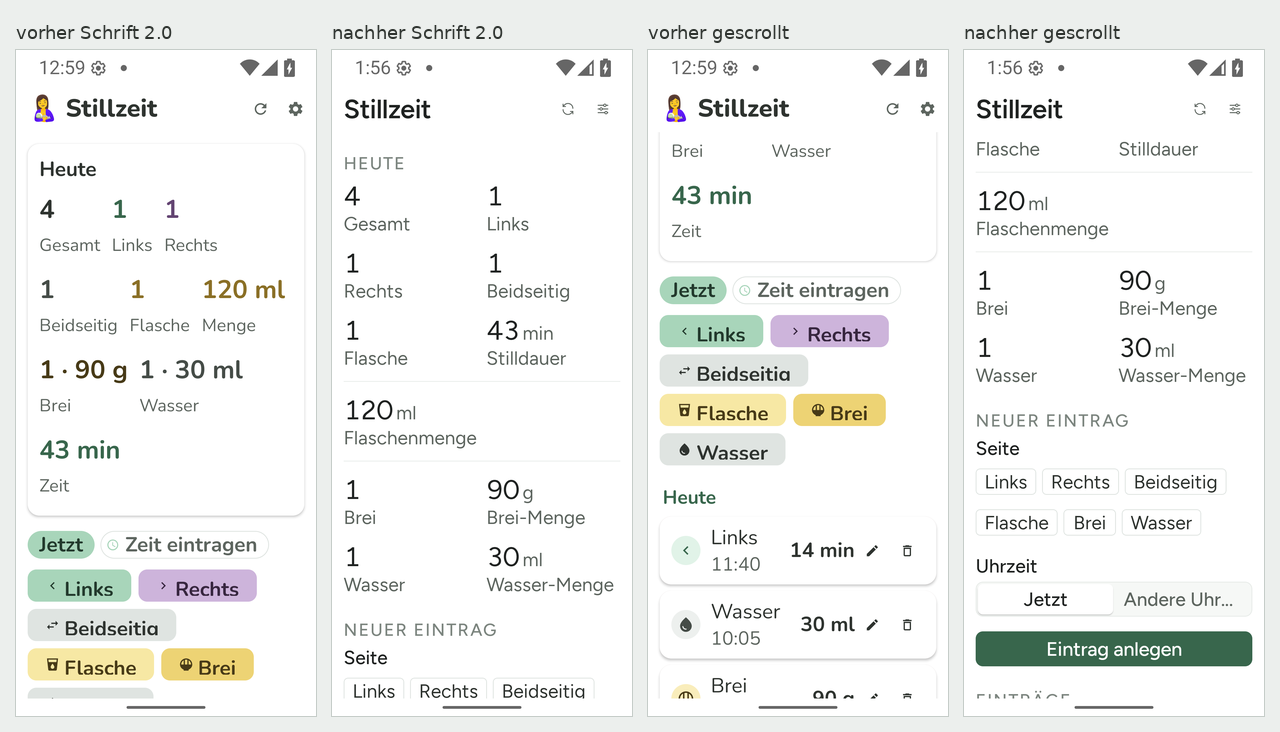 vorher Schrift 2.0
12:59
Stillzeit
Heute
4 1 1
Gesamt Links Rechts
1 1 120 ml
Beidseitig Flasche Menge
1 · 90 g 1 · 30 ml
Brei Wasser
43 min
Zeit
Jetzt Zeit eintragen
Links Rechts
Beidseitig
Flasche Brei
nachher Schrift 2.0
1:56
Stillzeit
HEUTE
4 1
Gesamt Links
1 1
Rechts Beidseitig
1 43 min
Flasche Stilldauer
120 ml
Flaschenmenge
1 90 g
Brei Brei-Menge
1 30 ml
Wasser Wasser-Menge
NEUER EINTRAG
Seite
Links Rechts Beidseitig
vorher gescrollt
12:59
Stillzeit
Brei Wasser
43 min
Zeit
Jetzt Zeit eintragen
Links Rechts
Beidseitig
Flasche Brei
Wasser
Heute
Links 14 min
11:40
Wasser 30 ml
10:05
Brei 90 g
nachher gescrollt
1:56
Stillzeit
Flasche Stilldauer
120 ml
Flaschenmenge
1 90 g
Brei Brei-Menge
1 30 ml
Wasser Wasser-Menge
NEUER EINTRAG
Seite
Links Rechts Beidseitig
Flasche Brei Wasser
Uhrzeit
Jetzt Andere Uhr...
Eintrag anlegen
EINTRÄGE